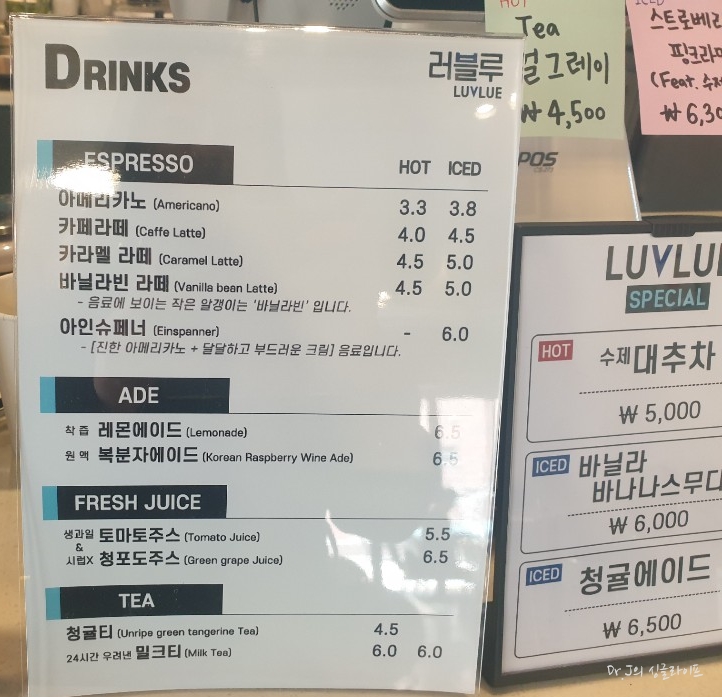 DRINKS
러블루
LUVLUE
ESPRESSO HOT ICED
아메리카노 (Americano) 3.3 3.8
카페라떼 (Caffe Latte) 4.0 4.5
카라멜 라떼 (Caramel Latte) 4.5 5.0
바닐라빈 라떼 (Vanilla bean Latte) 4.5 5.0
- 음료에 보이는 작은 알갱이는 '바닐라빈' 입니다.
아인슈페너 (Einspanner) - 6.0
- [진한 아메리카노 + 달달하고 부드러운 크림] 음료입니다.
ADE
착즙 레몬에이드 (Lemonade) 6.5
원액 복분자에이드 (Korean Raspberry Wine Ade) 6.5
FRESH JUICE
생과일 & 시럽X
토마토주스 (Tomato Juice) 5.5
청포도주스 (Green grape Juice) 6.5
TEA
청귤티 (Unripe green tangerine Tea) 4.5
24시간 우려낸 밀크티 (Milk Tea) 6.0 6.0
HOT
Tea
얼그레이
₩ 4,500
ICED
스트로베리
핑크라떼
(Feat. 수제
₩ 6,30
POS
LUVLUE
SPECIAL
HOT 수제대추차
₩ 5,000
ICED 바닐라
바나나스무디
₩ 6,000
ICED 청귤에이드
₩ 6,500
Dr.J의 싱글라이프